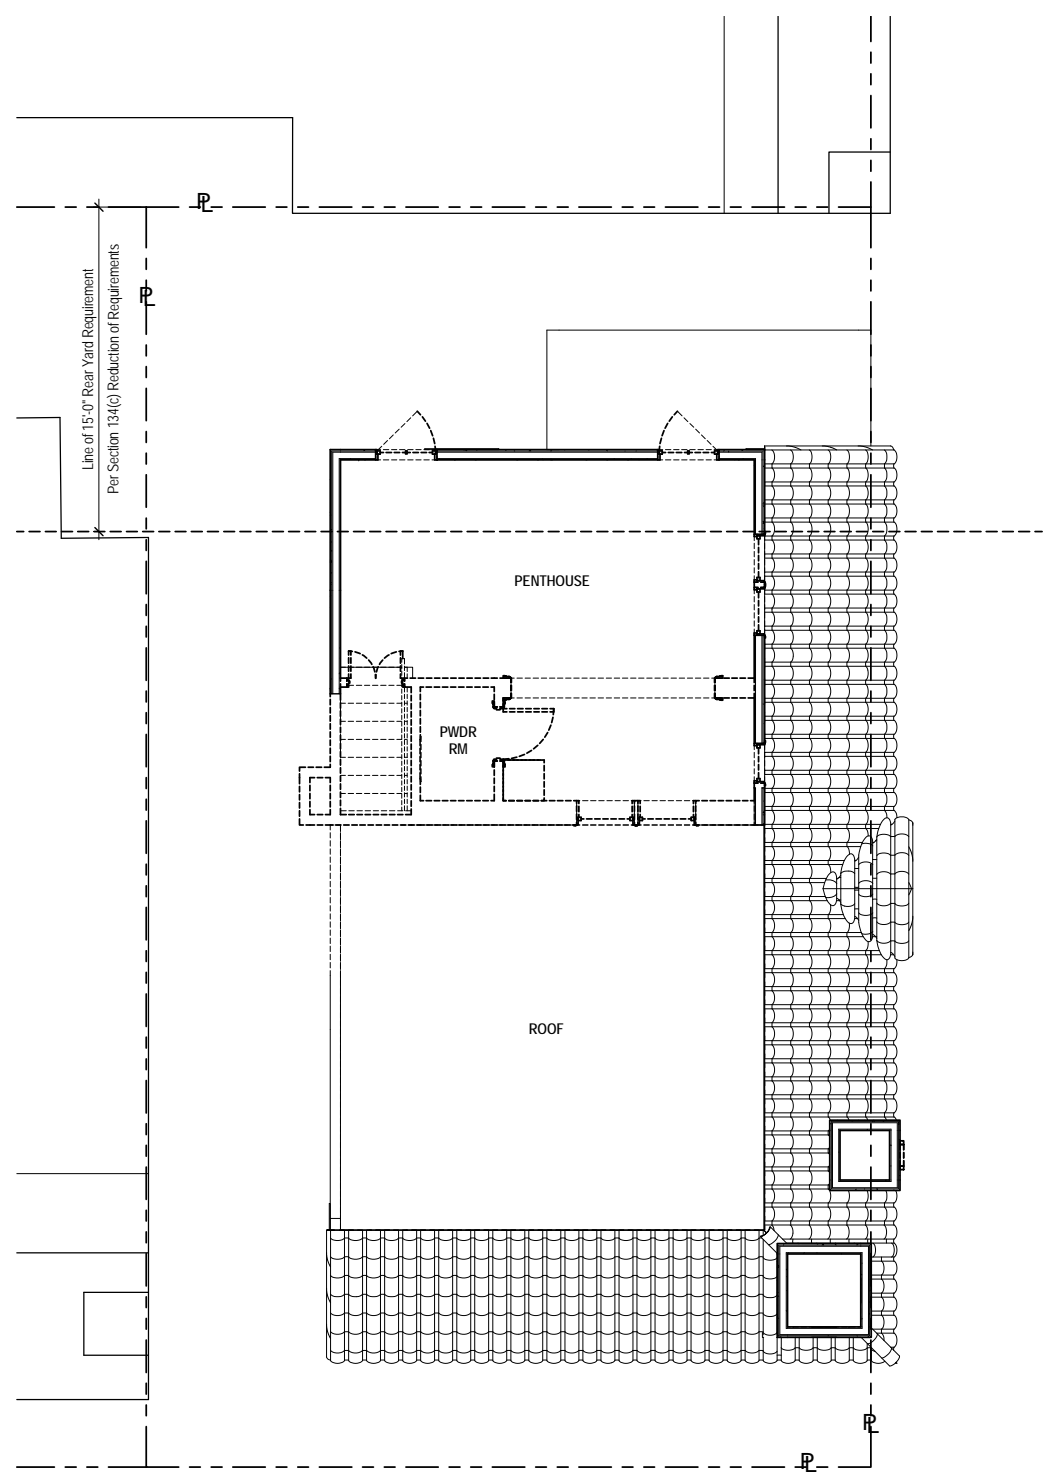 PL
PL
Line of 15'-0" Rear Yard Requirement
Per Section 134(c) Reduction of Requirements
PENTHOUSE
PWDR
RM
ROOF
PL
PL